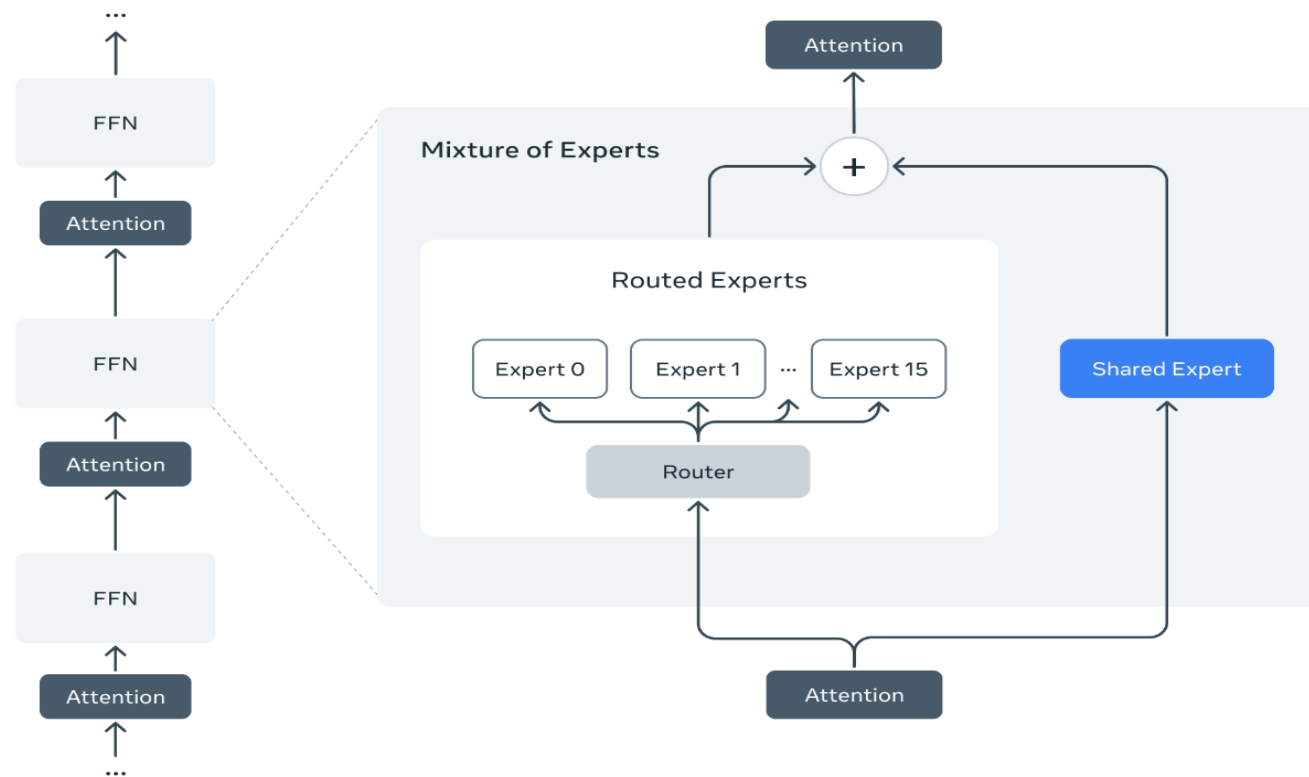 ...
FFN
Attention
FFN
Attention
FFN
Attention
...
Attention
Mixture of Experts
+
Routed Experts
Expert 0
Expert 1
...
Expert 15
Router
Shared Expert
Attention